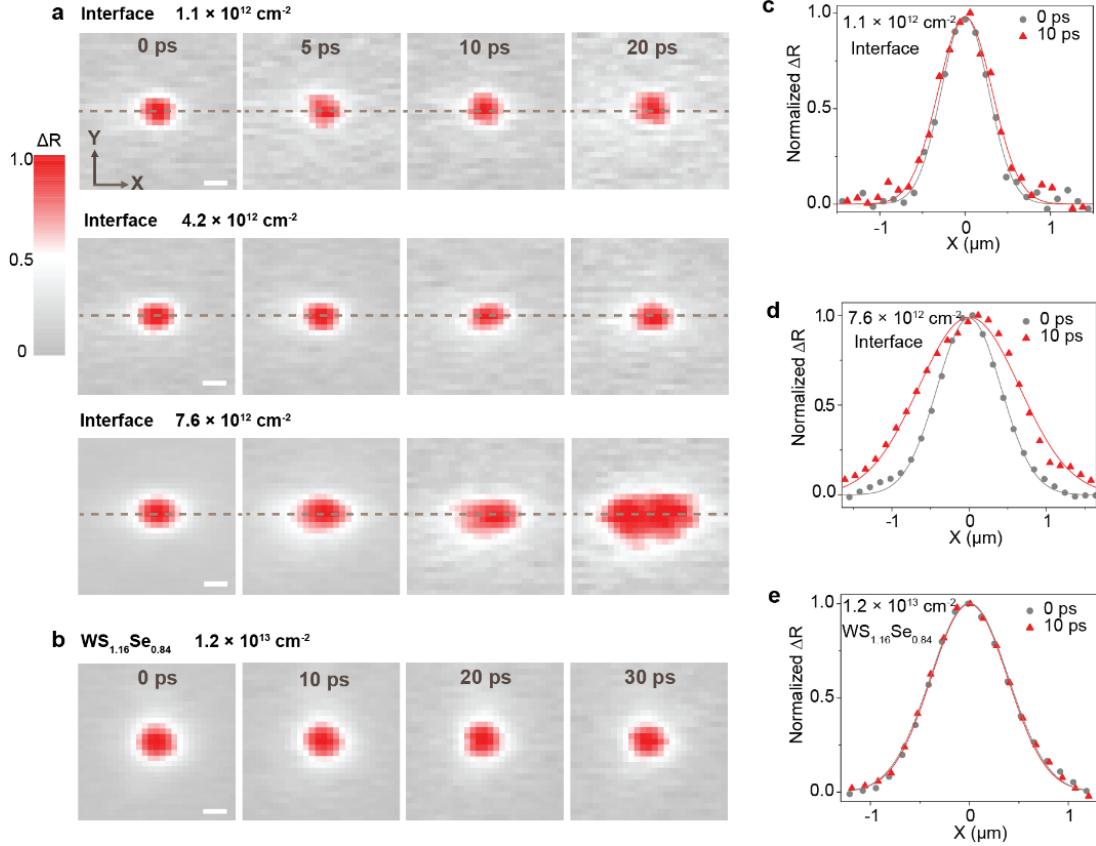 a Interface 1.1 × 10¹² cm⁻²
0 ps 5 ps 10 ps 20 ps
ΔR
1.0
0.5
0
Y
X
Interface 4.2 × 10¹² cm⁻²
Interface 7.6 × 10¹² cm⁻²
b WS₁.₁₆Se₀.₈₄ 1.2 × 10¹³ cm⁻²
0 ps 10 ps 20 ps 30 ps
c
1.1 × 10¹² cm⁻²
Interface
0 ps
10 ps
Normalized ΔR
1.0
0.5
0.0
-1 0 1
X (μm)
d
7.6 × 10¹² cm⁻²
Interface
0 ps
10 ps
Normalized ΔR
1.0
0.5
0.0
-1 0 1
X (μm)
e
1.2 × 10¹³ cm⁻²
WS₁.₁₆Se₀.₈₄
0 ps
10 ps
Normalized ΔR
1.0
0.5
0.0
-1 0 1
X (μm)